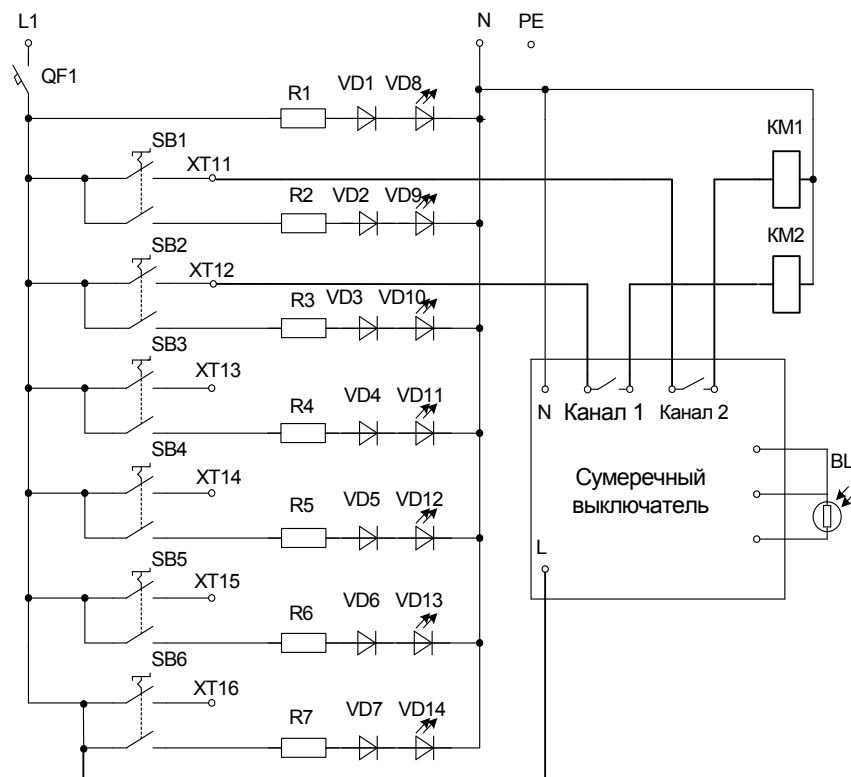 L1
N
PE
QF1
R1
VD1
VD8
KM1
SB1
XT11
R2
VD2
VD9
KM2
SB2
XT12
R3
VD3
VD10
SB3
XT13
R4
VD4
VD11
N
Канал 1
Канал 2
SB4
XT14
R5
VD5
VD12
Сумеречный
выключатель
BL
SB5
XT15
R6
VD6
VD13
L
SB6
XT16
R7
VD7
VD14